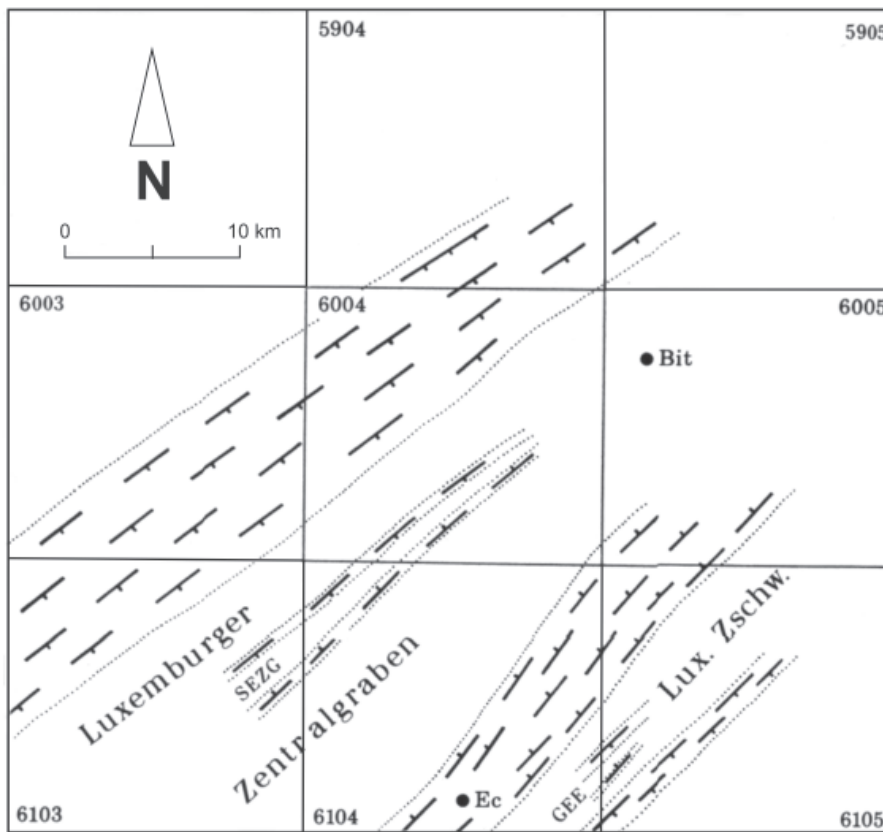 5904
5905
N
0 10 km
6003
6004
6005
Bit
Luxemburger
SEZG
Zentralgraben
Lux. Zschw.
GEE
Ec
6103
6104
6105